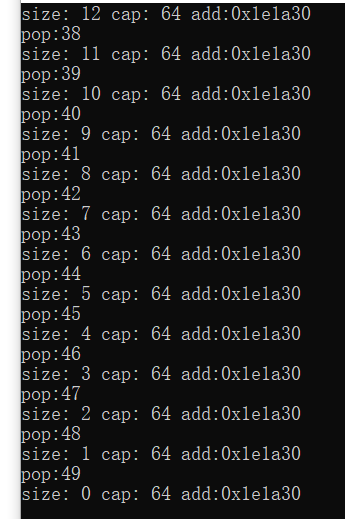 size: 12 cap: 64 add:0x1e1a30
pop:38
size: 11 cap: 64 add:0x1e1a30
pop:39
size: 10 cap: 64 add:0x1e1a30
pop:40
size: 9 cap: 64 add:0x1e1a30
pop:41
size: 8 cap: 64 add:0x1e1a30
pop:42
size: 7 cap: 64 add:0x1e1a30
pop:43
size: 6 cap: 64 add:0x1e1a30
pop:44
size: 5 cap: 64 add:0x1e1a30
pop:45
size: 4 cap: 64 add:0x1e1a30
pop:46
size: 3 cap: 64 add:0x1e1a30
pop:47
size: 2 cap: 64 add:0x1e1a30
pop:48
size: 1 cap: 64 add:0x1e1a30
pop:49
size: 0 cap: 64 add:0x1e1a30